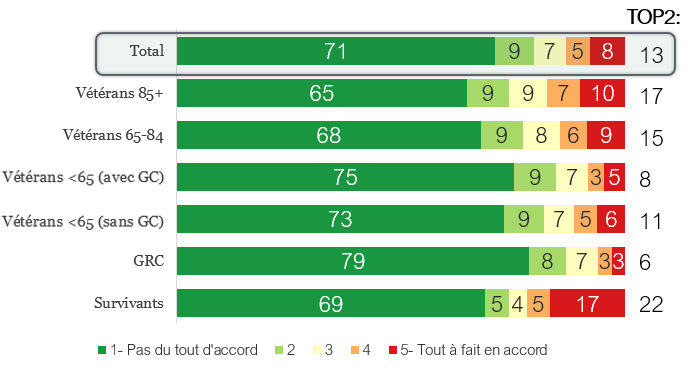 TOP2:
Total 71 9 7 5 8 13
Vétérans 85+ 65 9 9 7 10 17
Vétérans 65-84 68 9 8 6 9 15
Vétérans <65 (avec GC) 75 9 7 3 5 8
Vétérans <65 (sans GC) 73 9 7 5 6 11
GRC 79 8 7 3 3 6
Survivants 69 5 4 5 17 22
1- Pas du tout d'accord 2 3 4 5- Tout à fait en accord